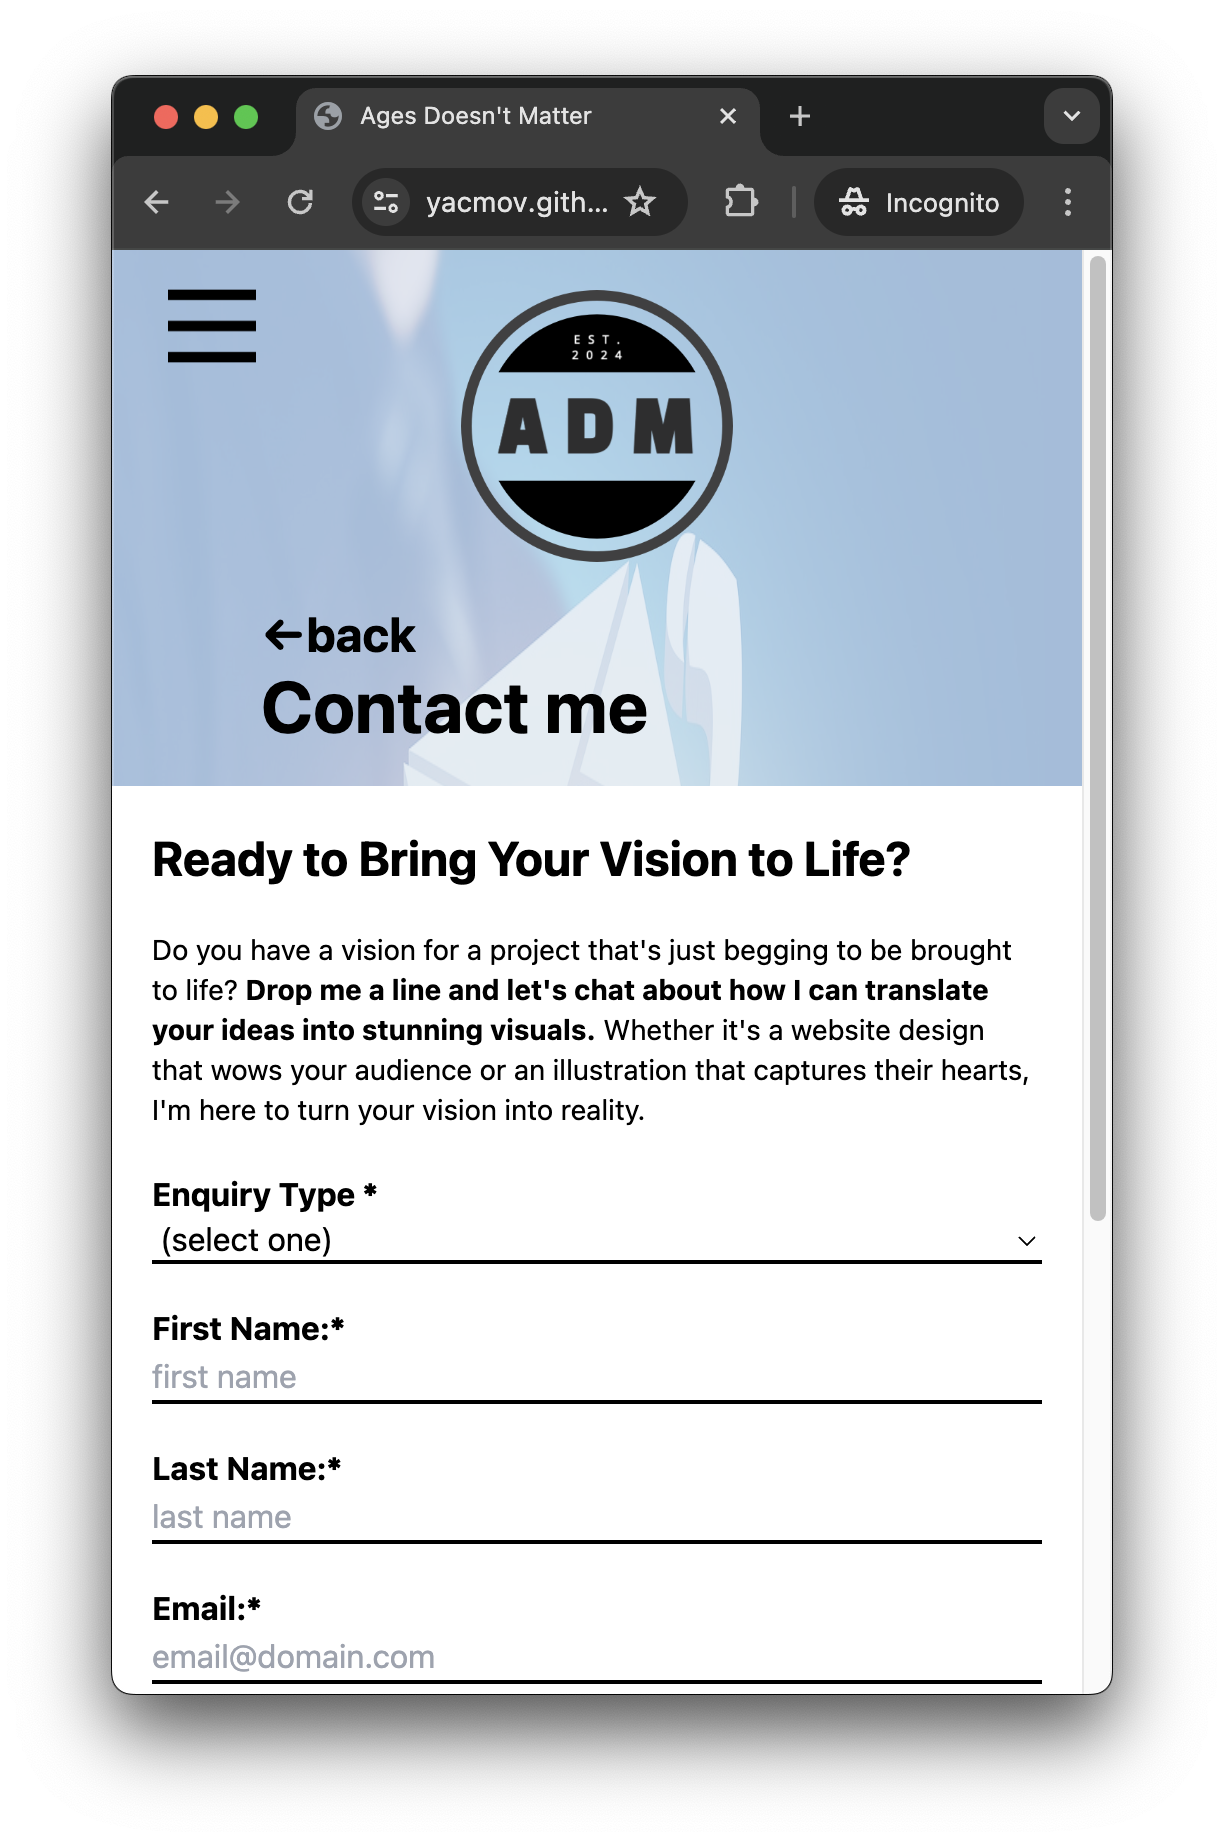 Ages Doesn't Matter
yacmov.gith...
Incognito
EST.
2024
ADM
←back
Contact me
Ready to Bring Your Vision to Life?
Do you have a vision for a project that's just begging to be brought
to life? Drop me a line and let's chat about how I can translate
your ideas into stunning visuals. Whether it's a website design
that wows your audience or an illustration that captures their hearts,
I'm here to turn your vision into reality.
Enquiry Type *
(select one)
First Name:*
first name
Last Name:*
last name
Email:*
email@domain.com